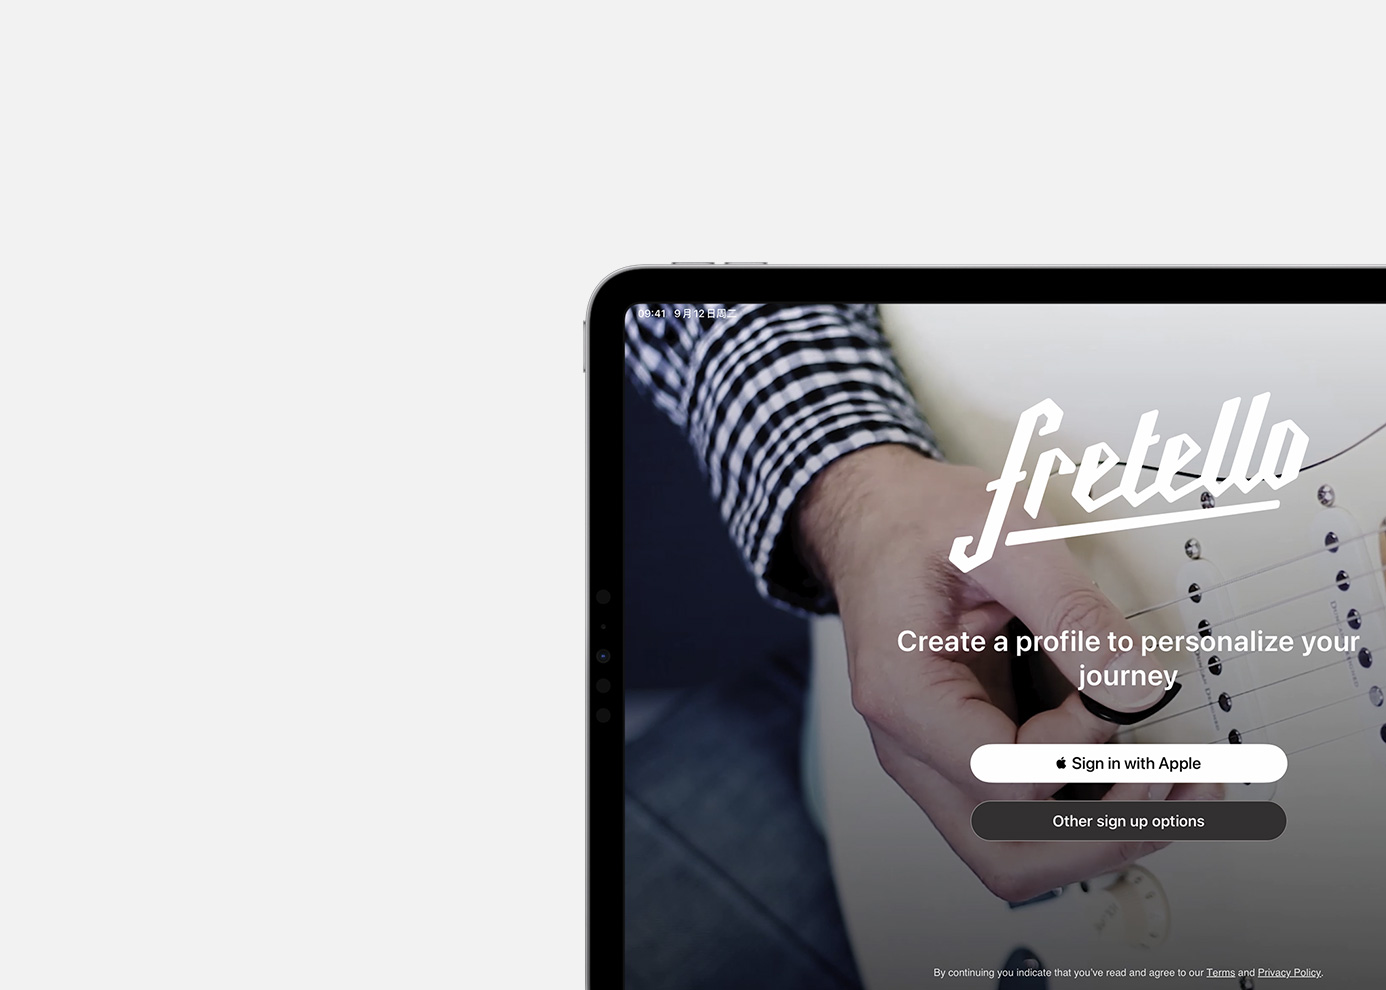 09:41 9月12日周二
fretello
Create a profile to personalize your
journey
Sign in with Apple
Other sign up options
By continuing you indicate that you've read and agree to our Terms and Privacy Policy.